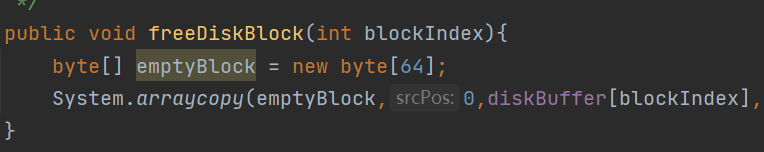 */
public void freeDiskBlock(int blockIndex){
byte[] emptyBlock = new byte[64];
System.arraycopy(emptyBlock, srcPos: 0,diskBuffer[blockIndex],
}